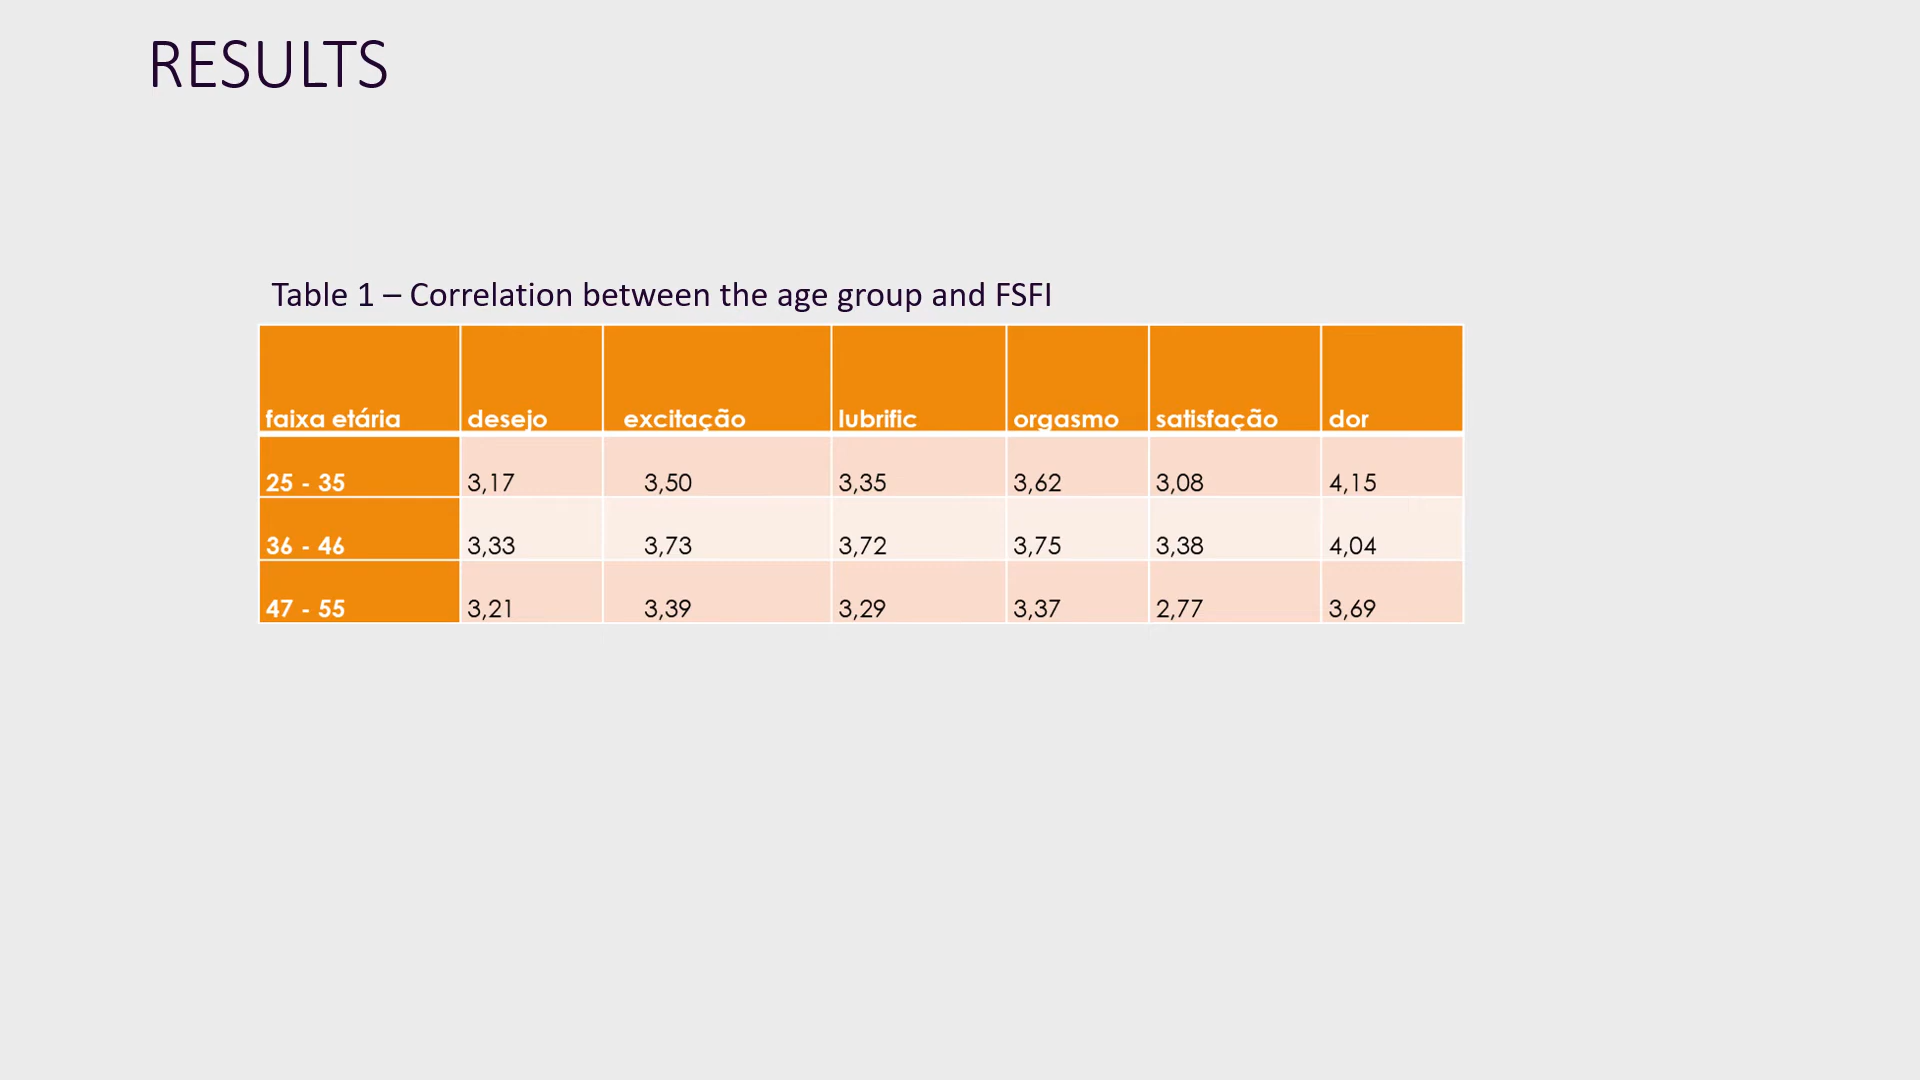 RESULTS
Table 1 – Correlation between the age group and FSFI
faixa etária desejo excitação lubrific orgasmo satisfação dor
25 - 35 3,17 3,50 3,35 3,62 3,08 4,15
36 - 46 3,33 3,73 3,72 3,75 3,38 4,04
47 - 55 3,21 3,39 3,29 3,37 2,77 3,69